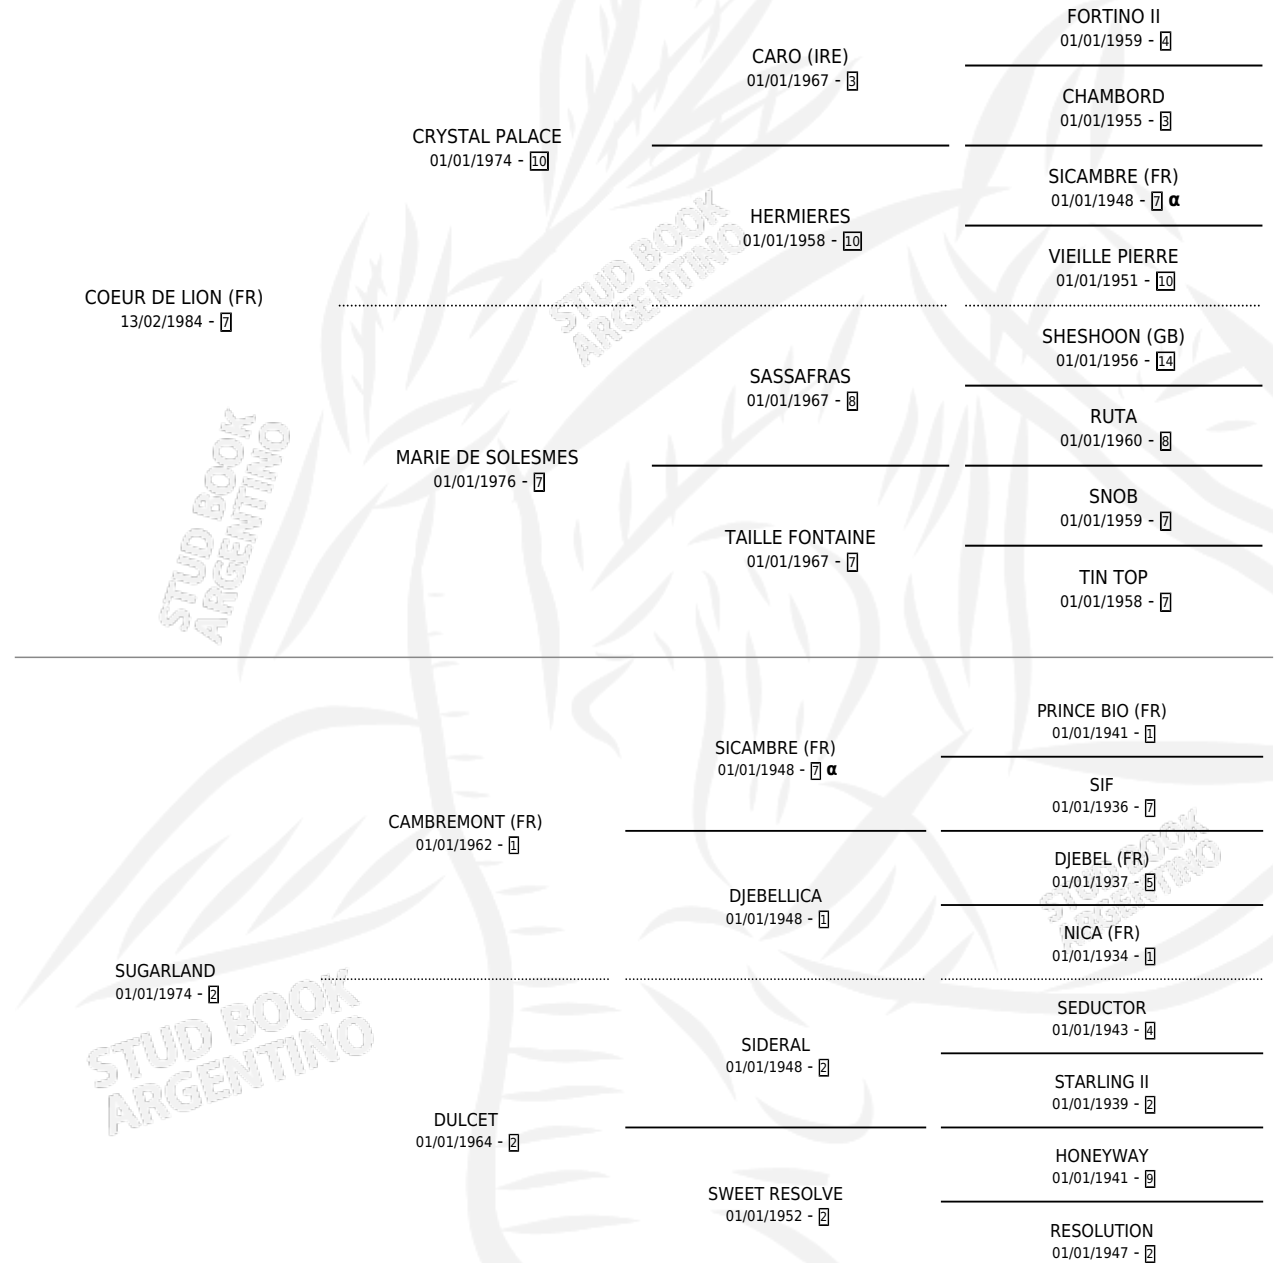 FORTINO II
01/01/1959 - 4
CARO (IRE)
01/01/1967 - 3
CHAMBORD
01/01/1955 - 3
CRYSTAL PALACE
01/01/1974 - 10
SICAMBRE (FR)
01/01/1948 - 7 α
HERMIERES
01/01/1958 - 10
VIEILLE PIERRE
01/01/1951 - 10
COEUR DE LION (FR)
13/02/1984 - 7
SHESHOON (GB)
01/01/1956 - 14
SASSAFRAS
01/01/1967 - 8
RUTA
01/01/1960 - 8
MARIE DE SOLESMES
01/01/1976 - 7
SNOB
01/01/1959 - 7
TAILLE FONTAINE
01/01/1967 - 7
TIN TOP
01/01/1958 - 7
STUD BOOK
ARGENTINO
STUD BOOK
ARGENTINO
PRINCE BIO (FR)
01/01/1941 - 1
SICAMBRE (FR)
01/01/1948 - 7 α
SIF
01/01/1936 - 7
CAMBREMONT (FR)
01/01/1962 - 1
DJEBEL (FR)
01/01/1937 - 5
DJEBELLICA
01/01/1948 - 1
NICA (FR)
01/01/1934 - 1
SUGARLAND
01/01/1974 - 2
SEDUCTOR
01/01/1943 - 4
SIDERAL
01/01/1948 - 2
STARLING II
01/01/1939 - 2
DULCET
01/01/1964 - 2
HONEYWAY
01/01/1941 - 9
SWEET RESOLVE
01/01/1952 - 2
RESOLUTION
01/01/1947 - 2
STUD BOOK
ARGENTINO
STUD BOOK
ARGENTINO